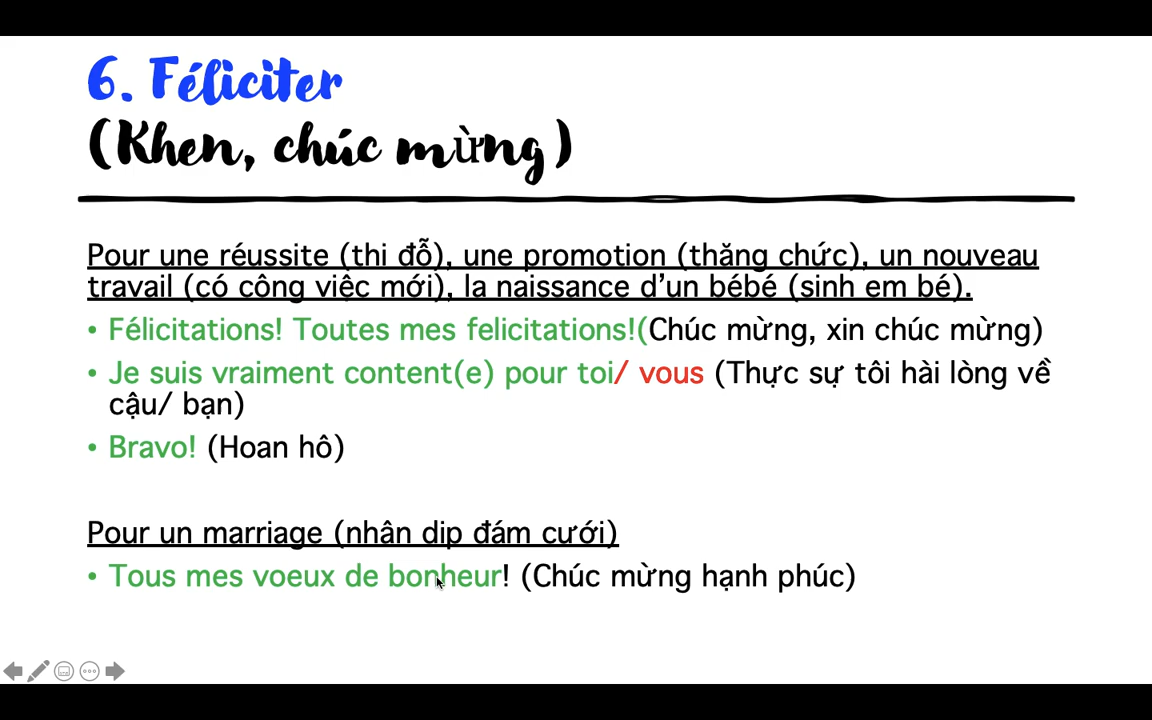 6. Féliciter
(Khen, chúc mừng)
Pour une réussite (thi đỗ), une promotion (thăng chức), un nouveau
travail (có công việc mới), la naissance d’un bébé (sinh em bé).
• Félicitations! Toutes mes felicitations!(Chúc mừng, xin chúc mừng)
• Je suis vraiment content(e) pour toi/ vous (Thực sự tôi hài lòng về
cậu/ bạn)
• Bravo! (Hoan hô)
Pour un marriage (nhân dịp đám cưới)
• Tous mes voeux de bonheur! (Chúc mừng hạnh phúc)